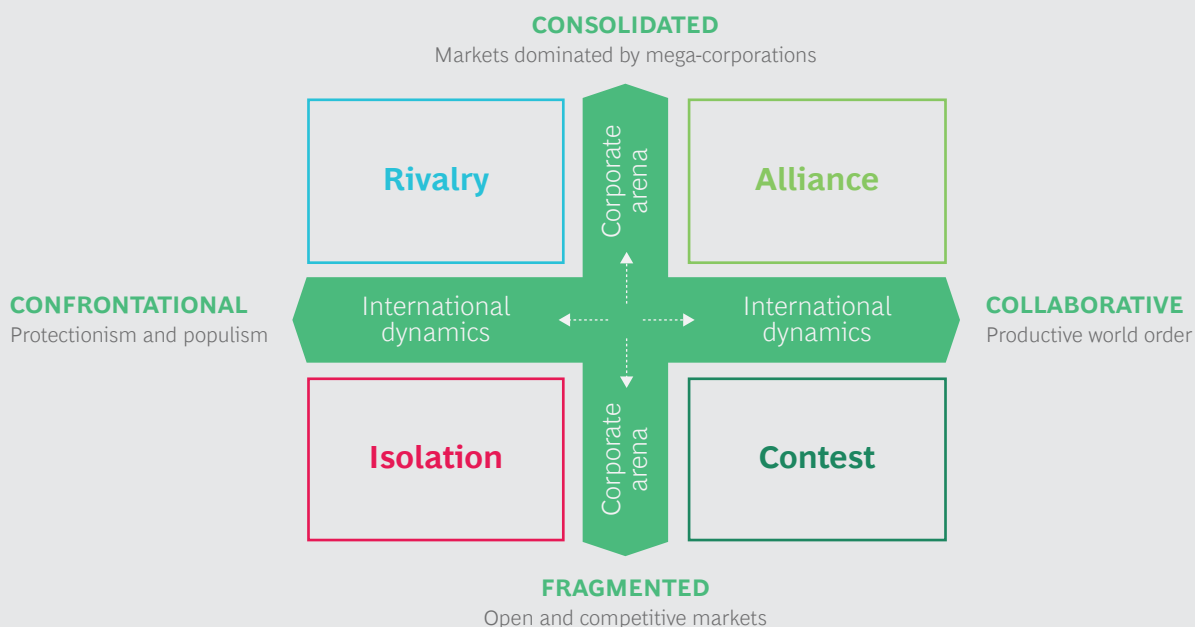 CONSOLIDATED
Markets dominated by mega-corporations
Rivalry
Corporate
arena
Alliance
CONFRONTATIONAL
Protectionism and populism
International
dynamics
International
dynamics
COLLABORATIVE
Productive world order
Isolation
Corporate
arena
Contest
FRAGMENTED
Open and competitive markets